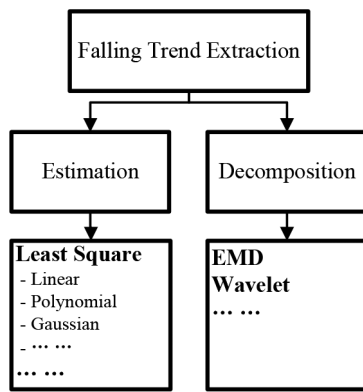 Falling Trend Extraction
Estimation
Decomposition
Least Square
- Linear
- Polynomial
- Gaussian
- ... ...
... ...
EMD
Wavelet
... ...